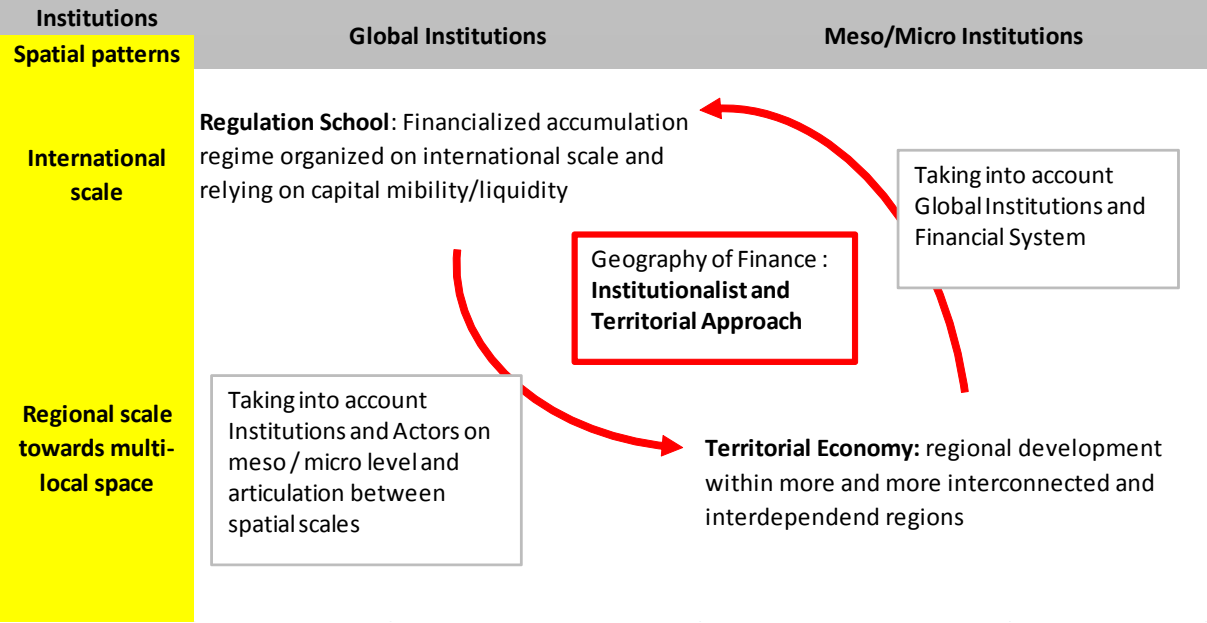 Institutions
Spatial patterns
Global Institutions
Meso/Micro Institutions
International
scale
Regulation School: Financialized accumulation
regime organized on international scale and
relying on capital mibility/liquidity
Taking into account
Global Institutions and
Financial System
Geography of Finance :
Institutionalist and
Territorial Approach
Regional scale
towards multi-
local space
Taking into account
Institutions and Actors on
meso / micro level and
articulation between
spatial scales
Territorial Economy: regional development
within more and more interconnected and
interdependend regions